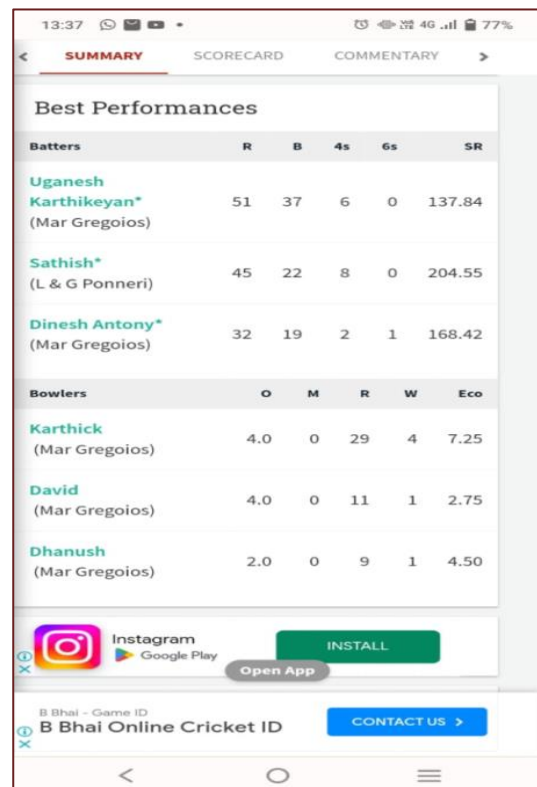 13:37 4G 77%
SUMMARY SCORECARD COMMENTARY
Best Performances
Batters R B 4s 6s SR
Uganesh
Karthikeyan* 51 37 6 0 137.84
(Mar Gregoios)
Sathish* 45 22 8 0 204.55
(L & G Ponneri)
Dinesh Antony* 32 19 2 1 168.42
(Mar Gregoios)
Bowlers O M R W Eco
Karthick 4.0 0 29 4 7.25
(Mar Gregoios)
David 4.0 0 11 1 2.75
(Mar Gregoios)
Dhanush 2.0 0 9 1 4.50
(Mar Gregoios)
Instagram
Google Play
INSTALL
Open App
B Bhai - Game ID
B Bhai Online Cricket ID
CONTACT US >